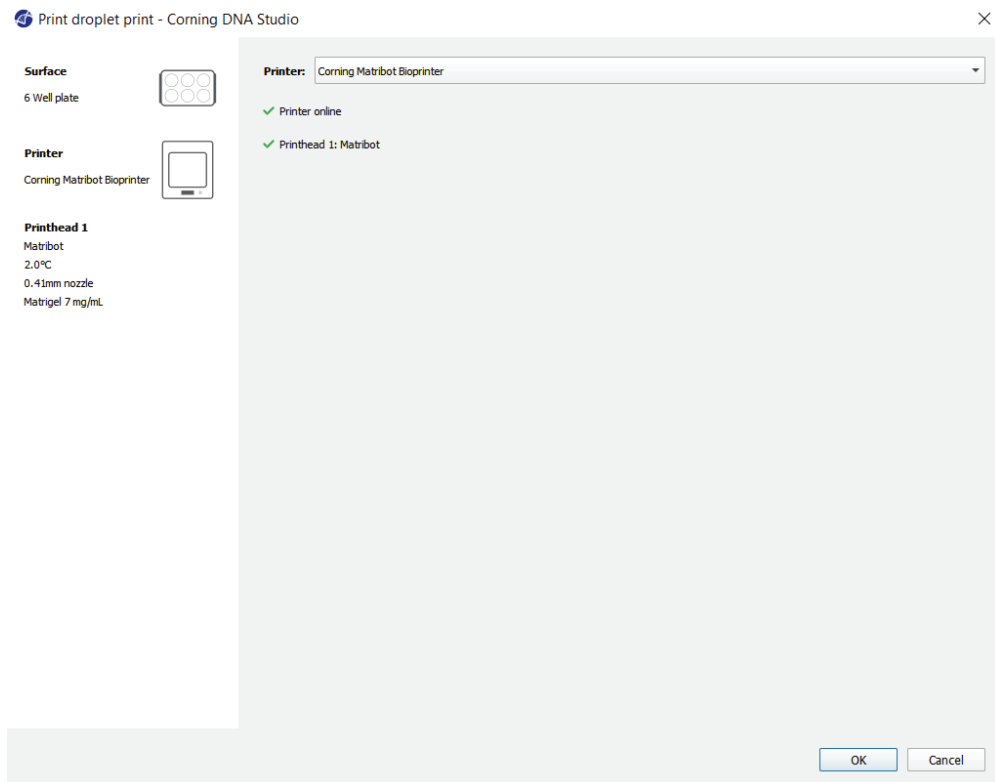 Print droplet print - Corning DNA Studio
Surface
6 Well plate
Printer
Corning Matribot Bioprinter
Printhead 1
Matribot
2.0°C
0.41mm nozzle
Matrigel 7 mg/mL
Printer: Corning Matribot Bioprinter
Printer online
Printhead 1: Matribot
OK Cancel